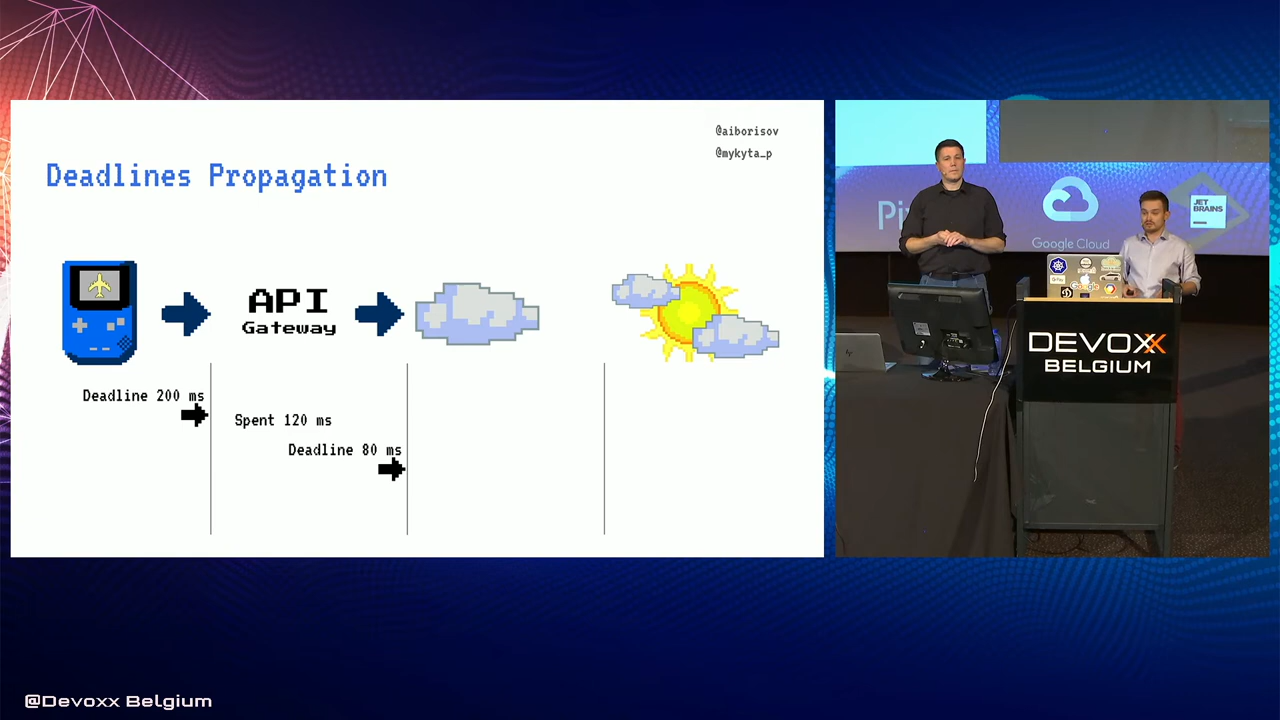 @aiborisov
@mykyta_p
Deadlines Propagation
API
Gateway
Deadline 200 ms
Spent 120 ms
Deadline 80 ms
Google Cloud
JET
BRAINS
Google
DEVOXX
BELGIUM
@Devoxx Belgium